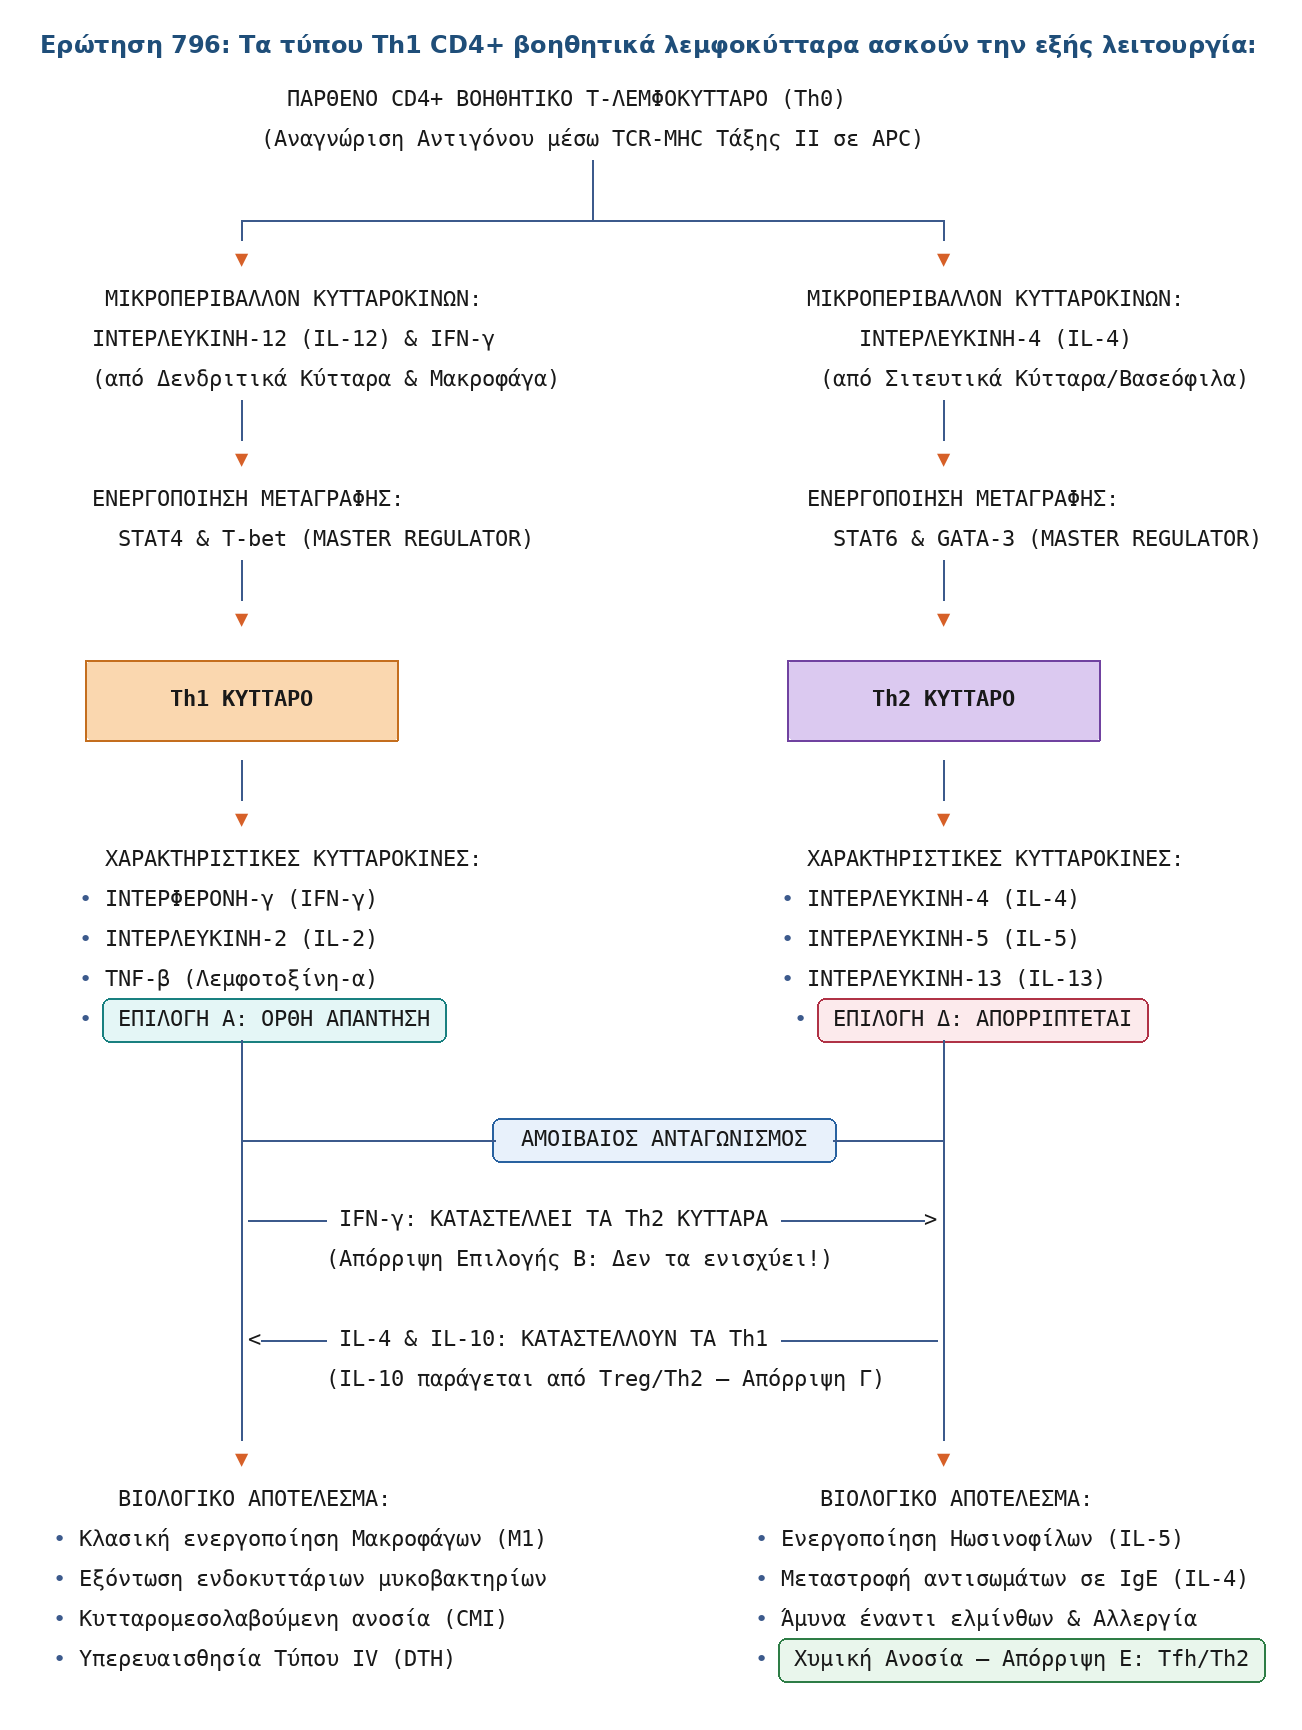 Ερώτηση 796: Τα τύπου Th1 CD4+ βοηθητικά λεμφοκύτταρα ασκούν την εξής λειτουργία:
ΠΑΡΘΕΝΟ CD4+ ΒΟΗΘΗΤΙΚΟ Τ-ΛΕΜΦΟΚΥΤΤΑΡΟ (Th0)
(Αναγνώριση Αντιγόνου μέσω TCR-MHC Τάξης II σε APC)
ΜΙΚΡΟΠΕΡΙΒΑΛΛΟΝ ΚΥΤΤΑΡΟΚΙΝΩΝ:
ΙΝΤΕΡΛΕΥΚΙΝΗ-12 (IL-12) & IFN-γ
(από Δενδριτικά Κύτταρα & Μακροφάγα)
ΕΝΕΡΓΟΠΟΙΗΣΗ ΜΕΤΑΓΡΑΦΗΣ:
STAT4 & T-bet (MASTER REGULATOR)
Th1 ΚΥΤΤΑΡΟ
ΧΑΡΑΚΤΗΡΙΣΤΙΚΕΣ ΚΥΤΤΑΡΟΚΙΝΕΣ:
• ΙΝΤΕΡΦΕΡΟΝΗ-γ (IFN-γ)
• ΙΝΤΕΡΛΕΥΚΙΝΗ-2 (IL-2)
• TNF-β (Λεμφοτοξίνη-α)
• ΕΠΙΛΟΓΗ Α: ΟΡΘΗ ΑΠΑΝΤΗΣΗ
ΜΙΚΡΟΠΕΡΙΒΑΛΛΟΝ ΚΥΤΤΑΡΟΚΙΝΩΝ:
ΙΝΤΕΡΛΕΥΚΙΝΗ-4 (IL-4)
(από Σιτευτικά Κύτταρα/Βασεόφιλα)
ΕΝΕΡΓΟΠΟΙΗΣΗ ΜΕΤΑΓΡΑΦΗΣ:
STAT6 & GATA-3 (MASTER REGULATOR)
Th2 ΚΥΤΤΑΡΟ
ΧΑΡΑΚΤΗΡΙΣΤΙΚΕΣ ΚΥΤΤΑΡΟΚΙΝΕΣ:
• ΙΝΤΕΡΛΕΥΚΙΝΗ-4 (IL-4)
• ΙΝΤΕΡΛΕΥΚΙΝΗ-5 (IL-5)
• ΙΝΤΕΡΛΕΥΚΙΝΗ-13 (IL-13)
• ΕΠΙΛΟΓΗ Δ: ΑΠΟΡΡΙΠΤΕΤΑΙ
ΑΜΟΙΒΑΙΟΣ ΑΝΤΑΓΩΝΙΣΜΟΣ
IFN-γ: ΚΑΤΑΣΤΕΛΛΕΙ ΤΑ Th2 ΚΥΤΤΑΡΑ
(Απόρριψη Επιλογής Β: Δεν τα ενισχύει!)
IL-4 & IL-10: ΚΑΤΑΣΤΕΛΛΟΥΝ ΤΑ Th1
(IL-10 παράγεται από Treg/Th2 — Απόρριψη Γ)
ΒΙΟΛΟΓΙΚΟ ΑΠΟΤΕΛΕΣΜΑ:
• Κλασική ενεργοποίηση Μακροφάγων (M1)
• Εξόντωση ενδοκυττάριων μυκοβακτηρίων
• Κυτταρομεσολαβούμενη ανοσία (CMI)
• Υπερευαισθησία Τύπου IV (DTH)
ΒΙΟΛΟΓΙΚΟ ΑΠΟΤΕΛΕΣΜΑ:
• Ενεργοποίηση Ηωσινοφίλων (IL-5)
• Μεταστροφή αντισωμάτων σε IgE (IL-4)
• Άμυνα έναντι ελμίνθων & Αλλεργία
• Χυμική Ανοσία — Απόρριψη Ε: Tfh/Th2